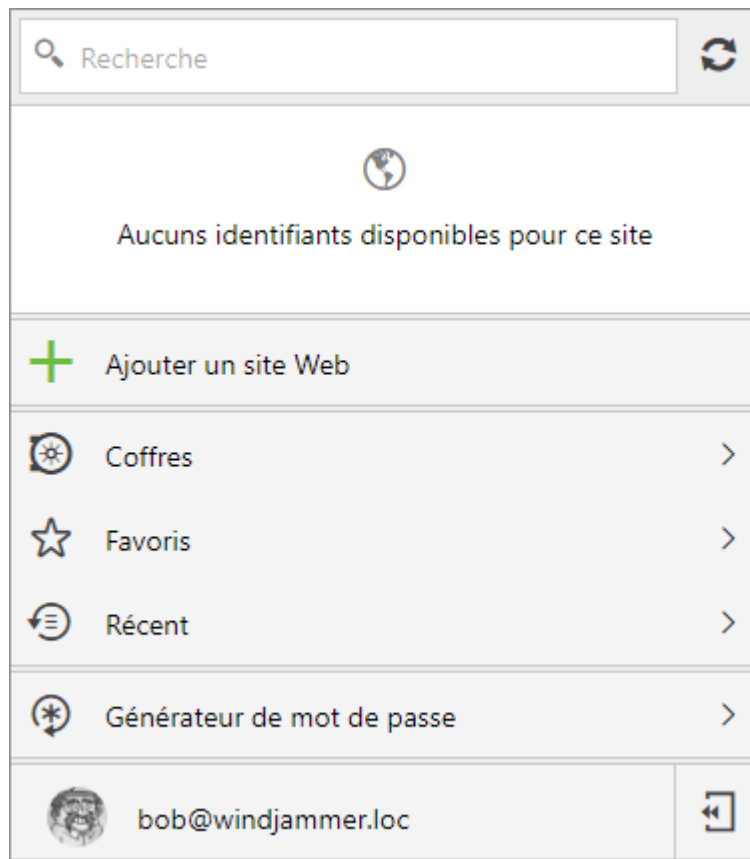 Recherche
Aucuns identifiants disponibles pour ce site
Ajouter un site Web
Coffres
Favoris
Récent
Générateur de mot de passe
bob@windjammer.loc